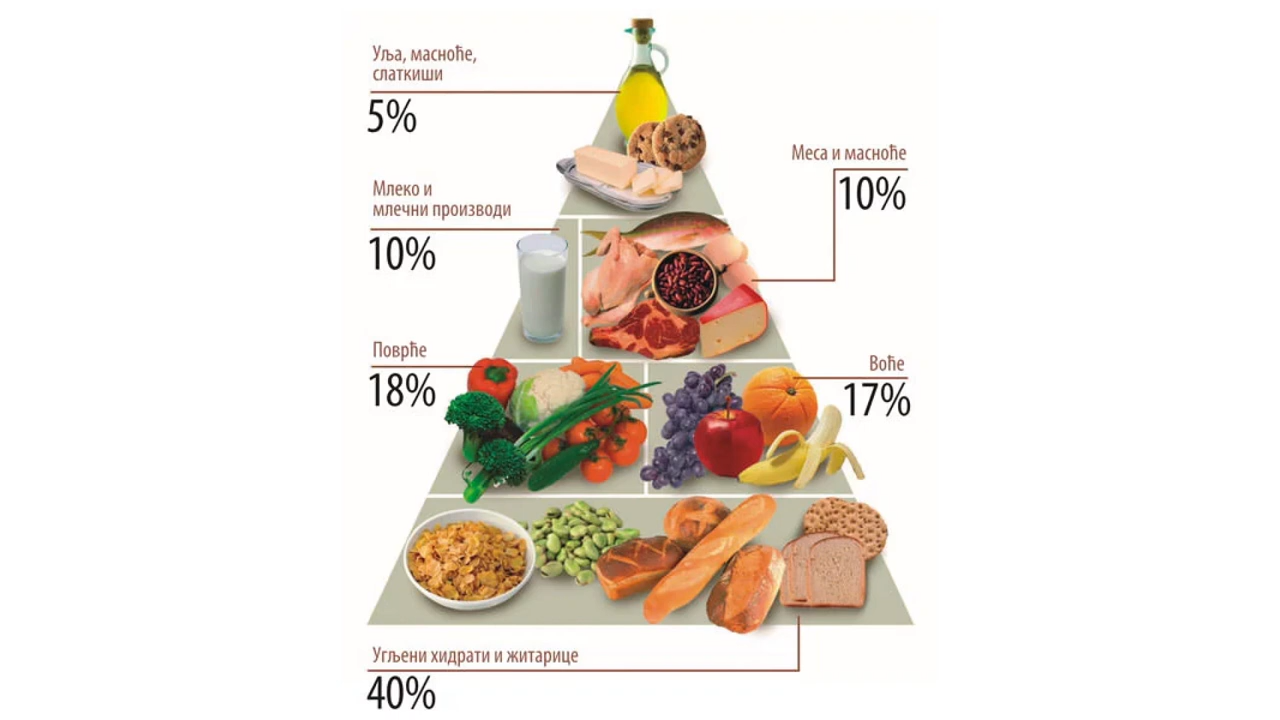 Уља, масноће,
слаткиши
5%
Меса и масноће
10%
Млеко и
млечни производи
10%
Поврће
18%
Воће
17%
Угљени хидрати и житарице
40%